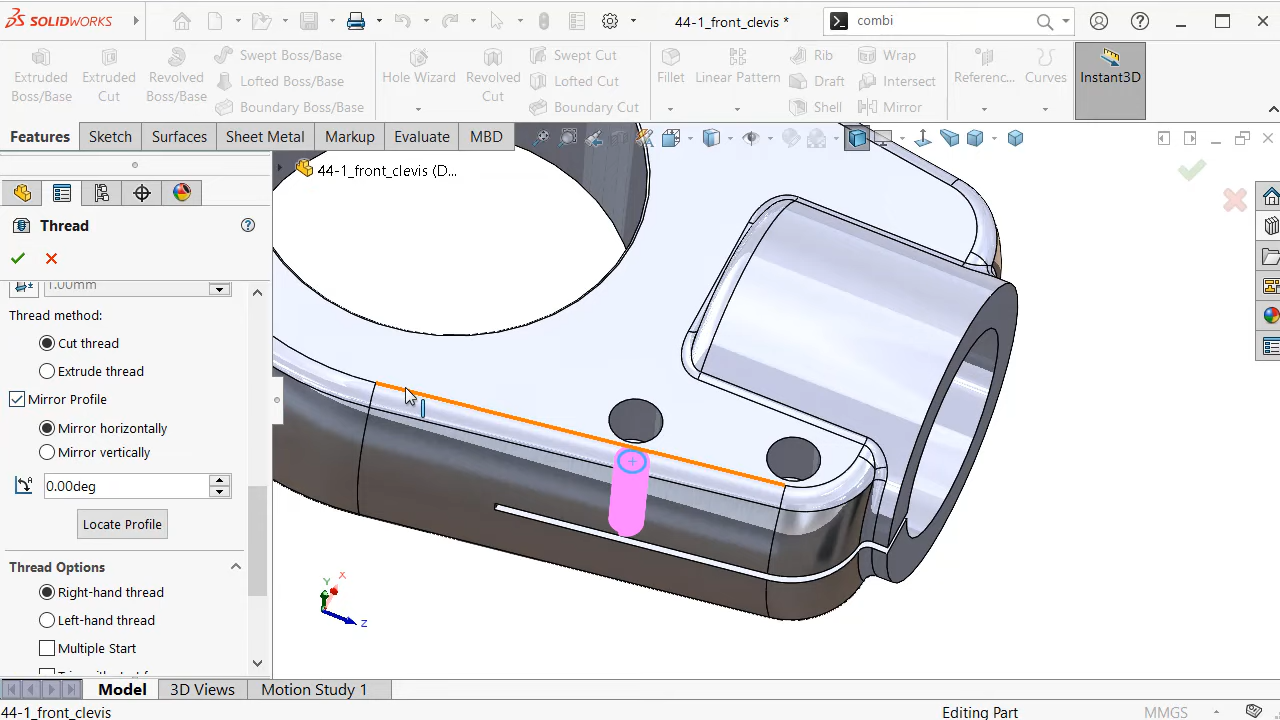 SOLIDWORKS
44-1_front_clevis *
combi
Extruded Boss/Base
Extruded Cut
Revolved Boss/Base
Swept Boss/Base
Lofted Boss/Base
Boundary Boss/Base
Hole Wizard
Revolved Cut
Swept Cut
Lofted Cut
Boundary Cut
Fillet
Linear Pattern
Rib
Draft
Shell
Wrap
Intersect
Mirror
Referenc...
Curves
Instant3D
Features
Sketch
Surfaces
Sheet Metal
Markup
Evaluate
MBD
44-1_front_clevis (D...
Thread
1.00mm
Thread method:
Cut thread
Extrude thread
Mirror Profile
Mirror horizontally
Mirror vertically
0.00deg
Locate Profile
Thread Options
Right-hand thread
Left-hand thread
Multiple Start
Y
X
Z
Model
3D Views
Motion Study 1
44-1_front_clevis
Editing Part
MMGS